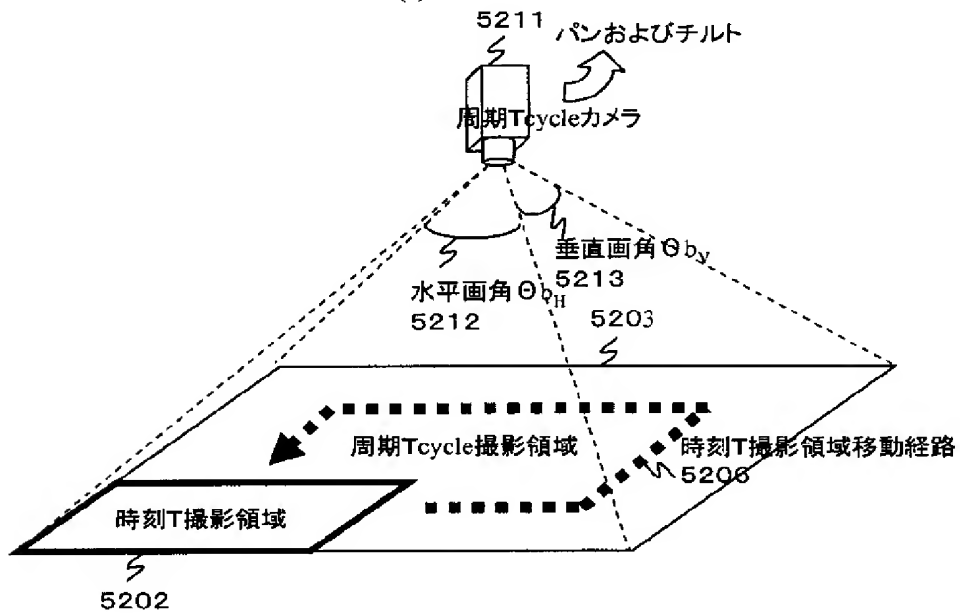 5211
パンおよびチルト
周期Tcycleカメラ
垂直画角Θbv
5213
水平画角ΘbH
5212
5203
周期Tcycle撮影領域
時刻T撮影領域移動経路
5206
時刻T撮影領域
5202